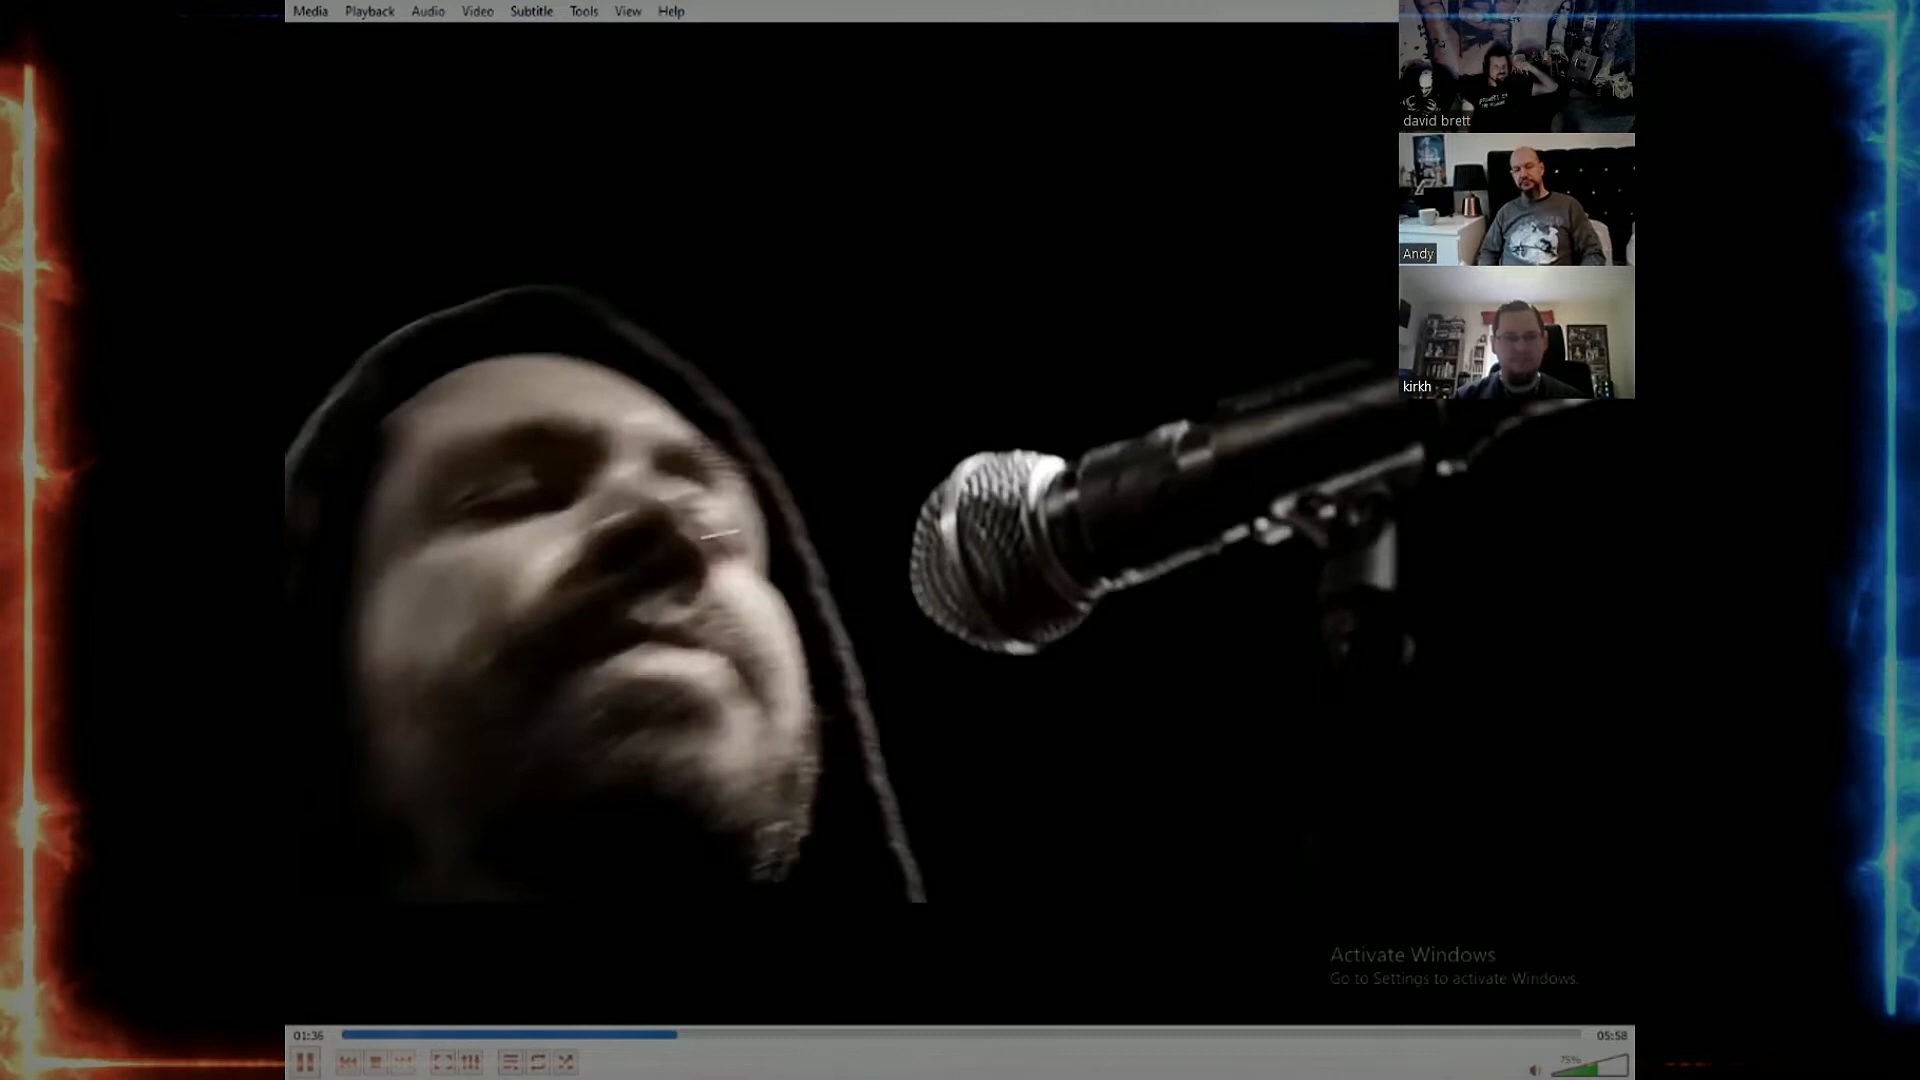 Media Playback Audio Video Subtitle Tools View Help
david brett
Andy
kirkh
Activate Windows
Go to Settings to activate Windows.
01:36
05:58
75%